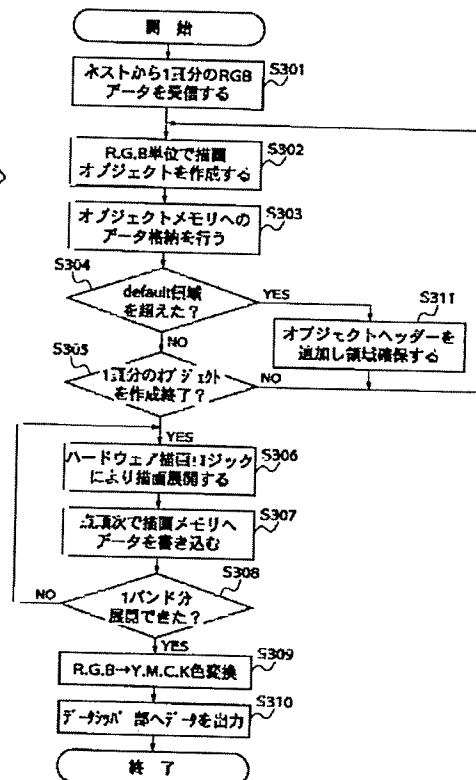 開 始
ホストから1頁分のRGB
データを受信する
S301
R.G.B単位で描画
オブジェクトを作成する
S302
オブジェクトメモリへの
データ格納を行う
S303
S304
default領域
を超えた?
YES
NO
S311
オブジェクトヘッダーを
追加し領域確保する
S305
1頁分のオブジェクト
を作成終了?
NO
YES
ハードウェア描画ロジック
により描画展開する
S306
点順次で描画メモリへ
データを書き込む
S307
S308
1バンド分
展開できた?
NO
YES
R.G.B→Y.M.C.K色変換
S309
データシッパ 部へデータを出力
S310
終 了